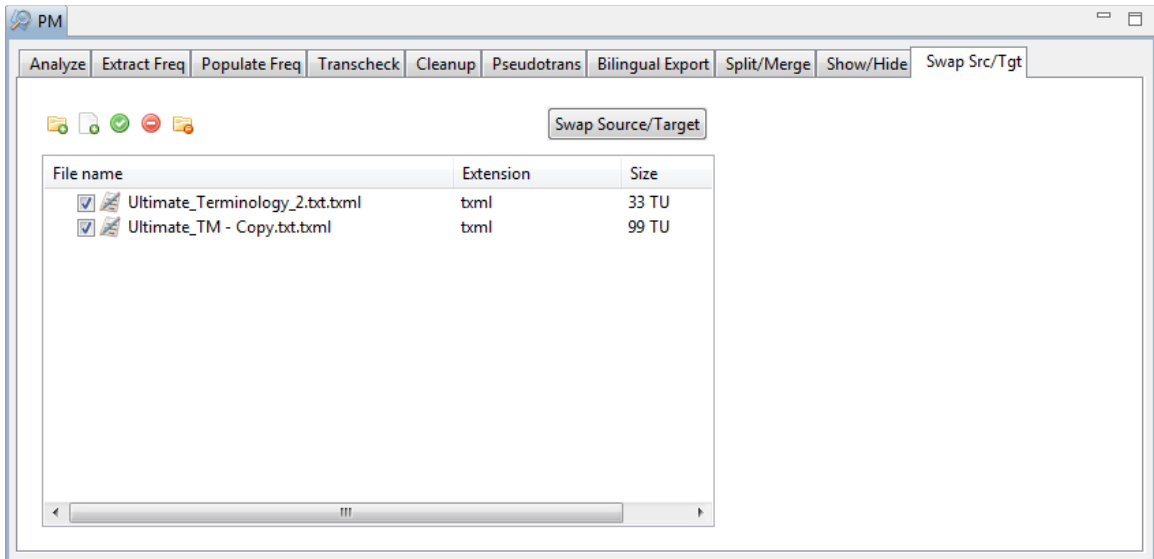 PM
Analyze Extract Freq Populate Freq Transcheck Cleanup Pseudotrans Bilingual Export Split/Merge Show/Hide Swap Src/Tgt
Swap Source/Target
File name Extension Size
Ultimate_Terminology_2.txt.txml txml 33 TU
Ultimate_TM - Copy.txt.txml txml 99 TU